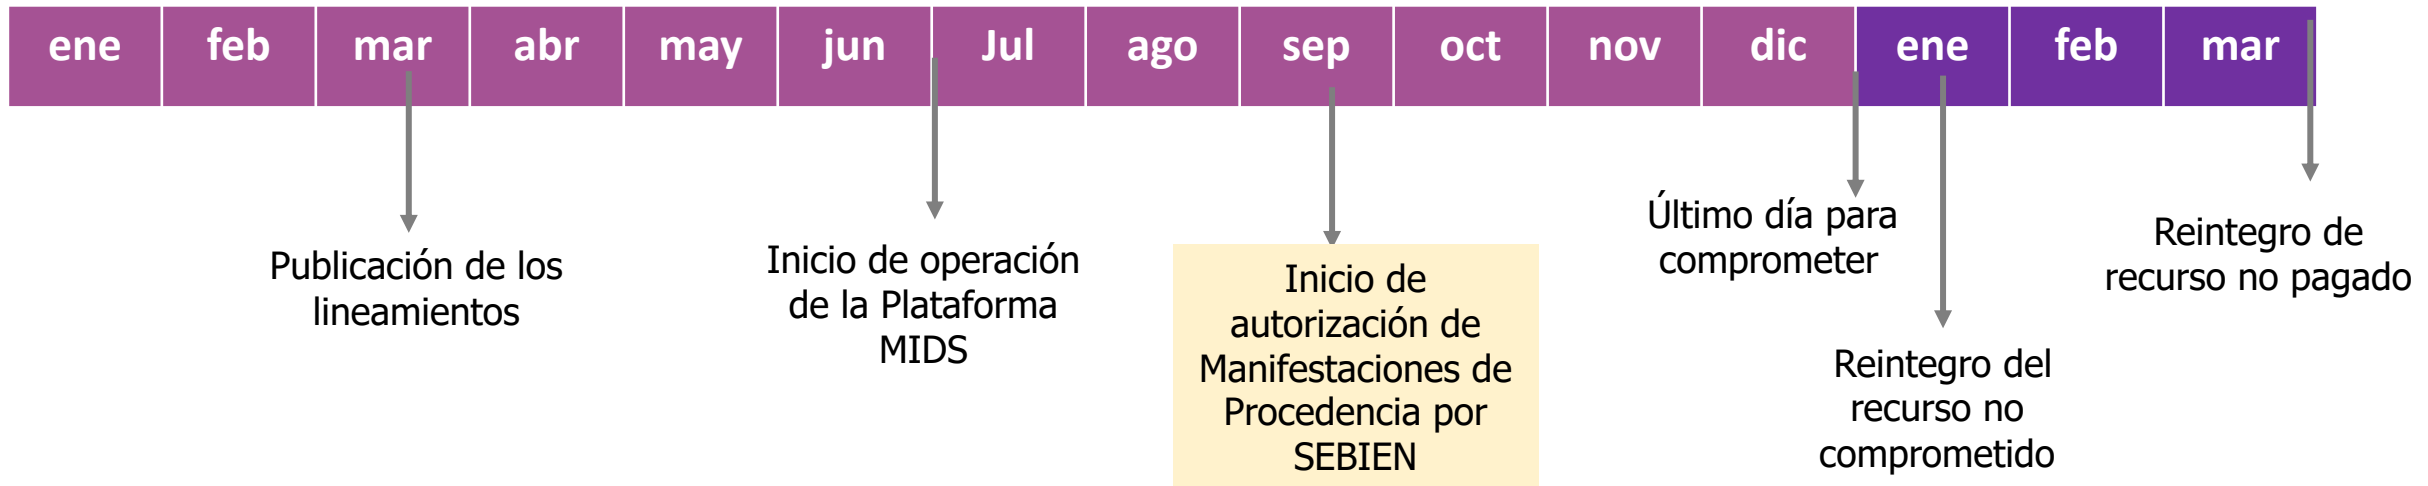 ene feb mar abr may jun Jul ago sep oct nov dic ene feb mar
Publicación de los
lineamientos
Inicio de operación
de la Plataforma
MIDS
Inicio de
autorización de
Manifestaciones de
Procedencia por
SEBIEN
Último día para
comprometer
Reintegro del
recurso no
comprometido
Reintegro de
recurso no pagado